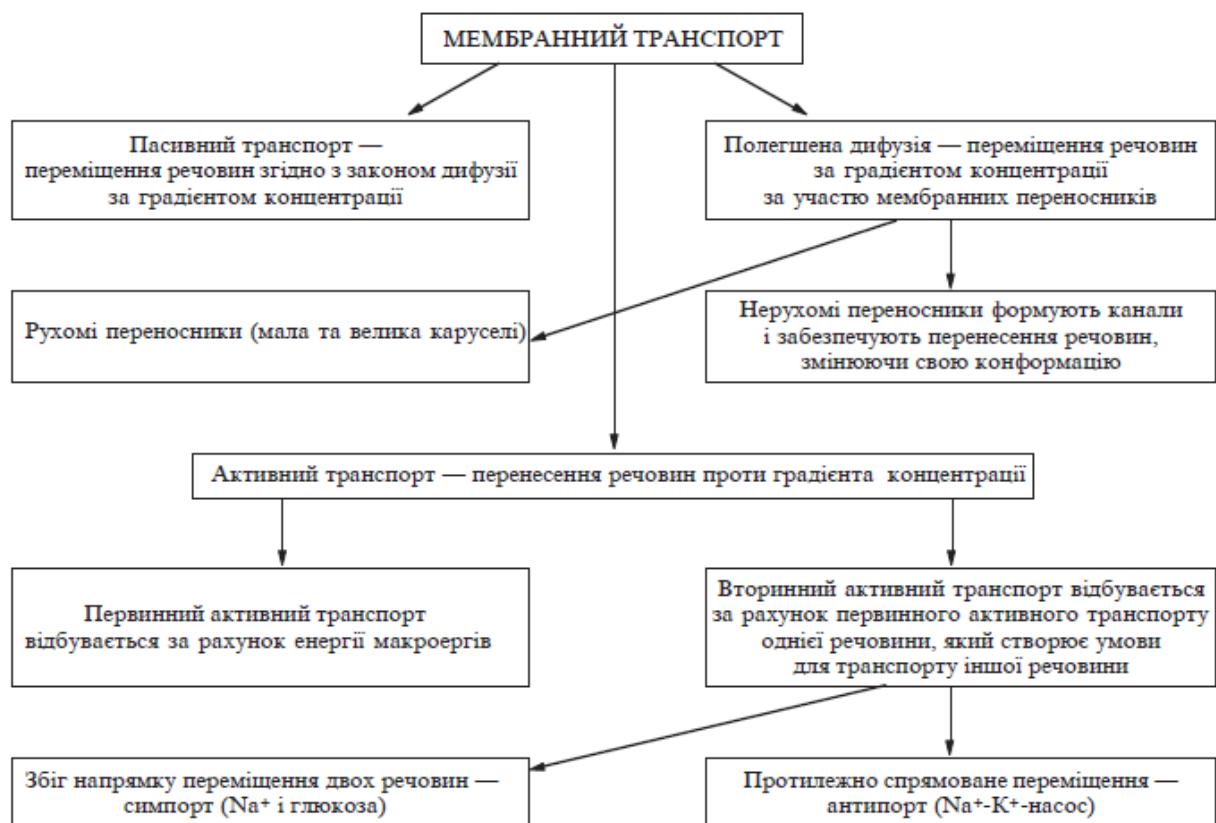 МЕМБРАННИЙ ТРАНСПОРТ
Пасивний транспорт —
переміщення речовин згідно з законом дифузії
за градієнтом концентрації
Полегшена дифузія — переміщення речовин
за градієнтом концентрації
за участю мембранних переносників
Рухомі переносники (мала та велика каруселі)
Нерухомі переносники формують канали
і забезпечують перенесення речовин,
змінюючи свою конформацію
Активний транспорт — перенесення речовин проти градієнта концентрації
Первинний активний транспорт
відбувається за рахунок енергії макроергів
Вторинний активний транспорт відбувається
за рахунок первинного активного транспорту
однієї речовини, який створює умови
для транспорту іншої речовини
Збіг напрямку переміщення двох речовин —
симпорт (Na⁺ і глюкоза)
Протилежно спрямоване переміщення —
антипорт (Na⁺-K⁺-насос)